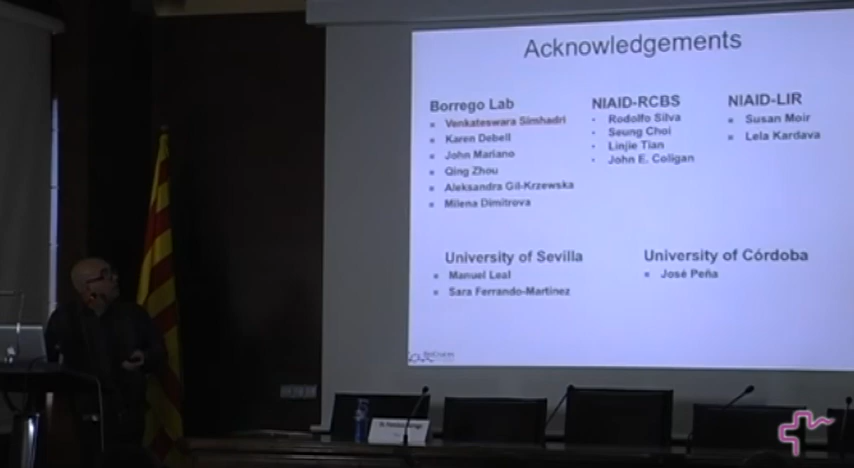 Acknowledgements
Borrego Lab
Venkateswara Simhadri
Karen Debell
John Mariano
Qing Zhou
Aleksandra Gil-Krzewska
Milena Dimitrova
NIAID-RCBS
Rodolfo Silva
Seung Choi
Linjie Tian
John E. Coligan
NIAID-LIR
Susan Moir
Lela Kardava
University of Sevilla
Manuel Leal
Sara Ferrando-Martinez
University of Córdoba
José Peña